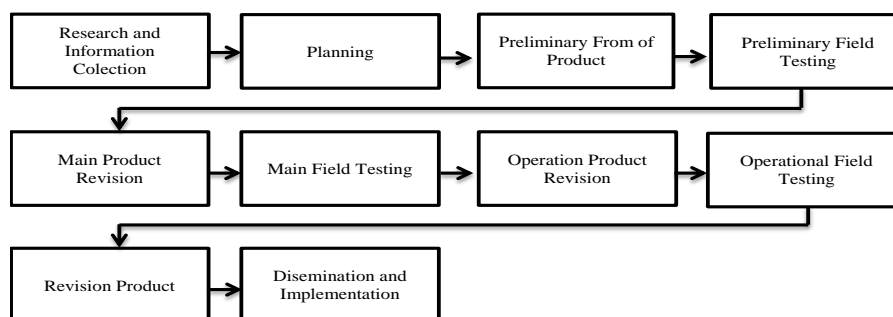 Research and
Information
Colection
Planning
Preliminary From of
Product
Preliminary Field
Testing
Main Product
Revision
Main Field Testing
Operation Product
Revision
Operational Field
Testing
Revision Product
Disemination and
Implementation